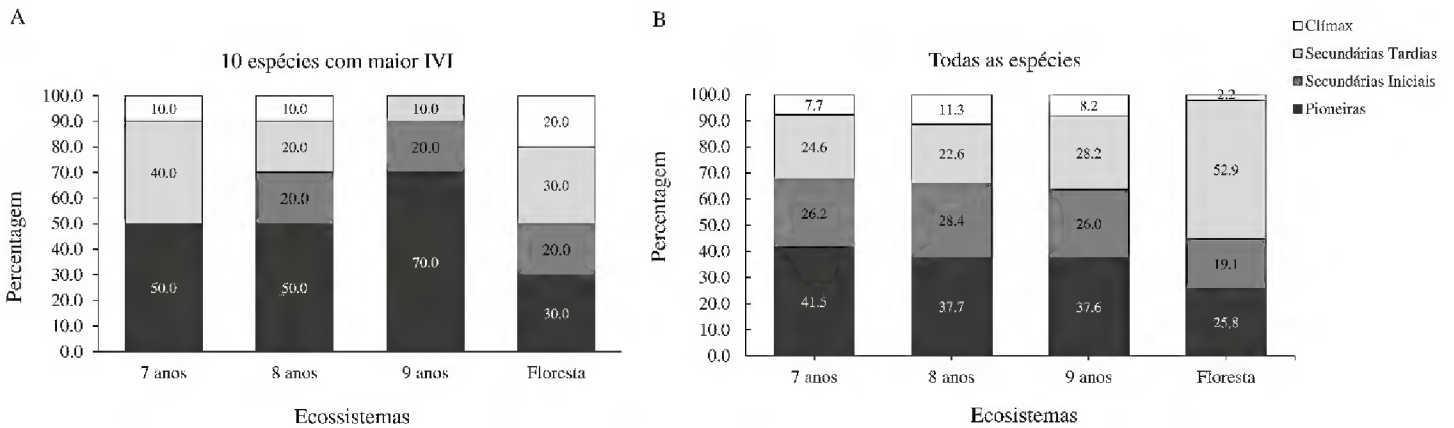 A
10 espécies com maior IVI
Percentagem
100.0
90.0
80.0
70.0
60.0
50.0
40.0
30.0
20.0
10.0
0.0
10.0
40.0
50.0
10.0
20.0
20.0
50.0
10.0
20.0
70.0
20.0
30.0
20.0
30.0
7 anos
8 anos
9 anos
Floresta
Ecossistemas
B
Todas as espécies
Percentagem
100.0
90.0
80.0
70.0
60.0
50.0
40.0
30.0
20.0
10.0
0.0
7.7
24.6
26.2
41.5
11.3
22.6
28.4
37.7
8.2
28.2
26.0
37.6
2.2
52.9
19.1
25.8
7 anos
8 anos
9 anos
Floresta
Ecosistemas
Clímax
Secundárias Tardias
Secundárias Iniciais
Pioneiras